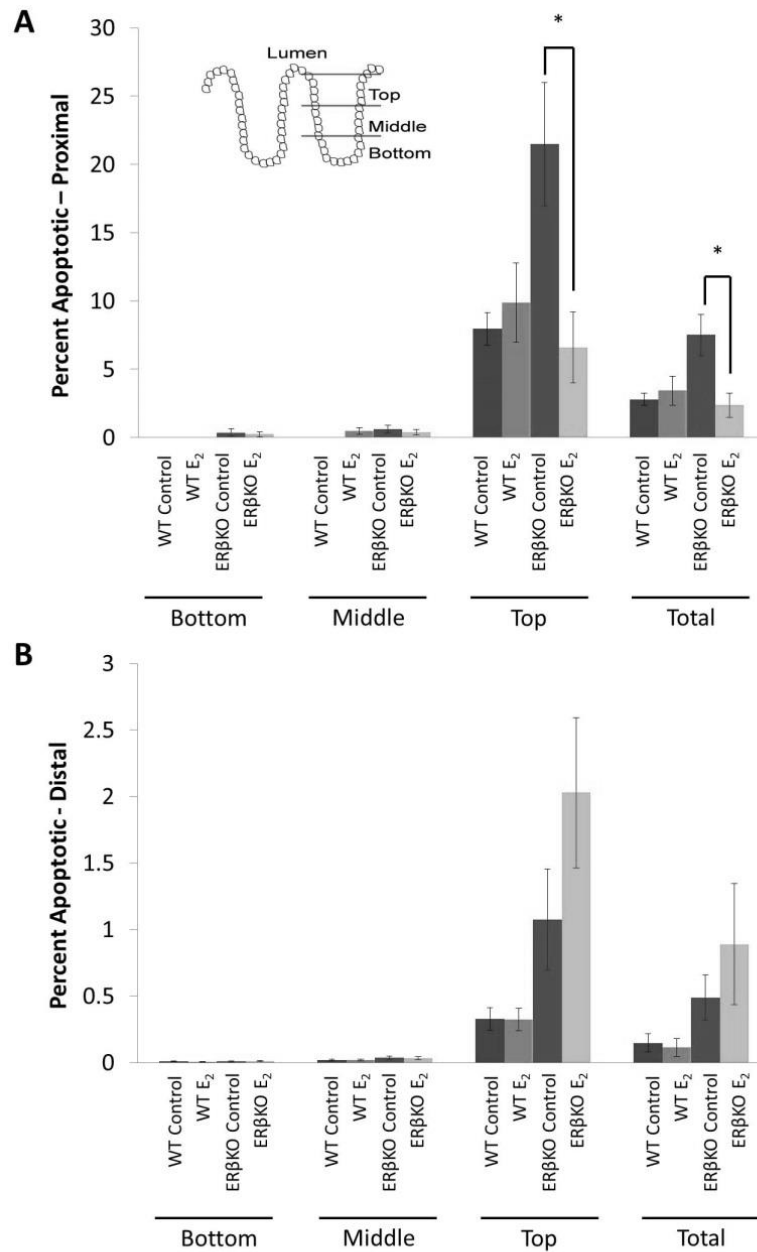 A
Percent Apoptotic – Proximal
30
25
20
15
10
5
0
Lumen
Top
Middle
Bottom
*
*
WT Control
WT E₂
ERβKO Control
ERβKO E₂
WT Control
WT E₂
ERβKO Control
ERβKO E₂
WT Control
WT E₂
ERβKO Control
ERβKO E₂
WT Control
WT E₂
ERβKO Control
ERβKO E₂
Bottom
Middle
Top
Total
B
Percent Apoptotic - Distal
3
2.5
2
1.5
1
0.5
0
WT Control
WT E₂
ERβKO Control
ERβKO E₂
WT Control
WT E₂
ERβKO Control
ERβKO E₂
WT Control
WT E₂
ERβKO Control
ERβKO E₂
WT Control
WT E₂
ERβKO Control
ERβKO E₂
Bottom
Middle
Top
Total